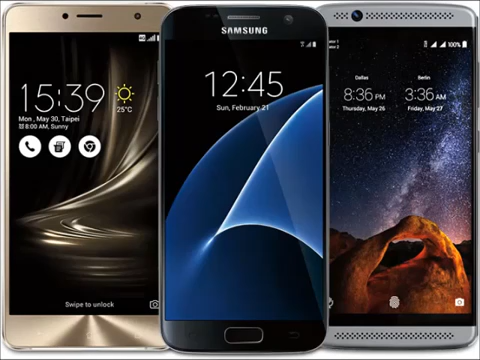 4G
15:39
25°C
Mon, May 30, Taipei
8:00 AM, Sunny
Swipe to unlock
SAMSUNG
12:45
Sun, February 21
100%
Dallas
Berlin
8:36 PM
3:36 AM
Thursday, May 26
Friday, May 27